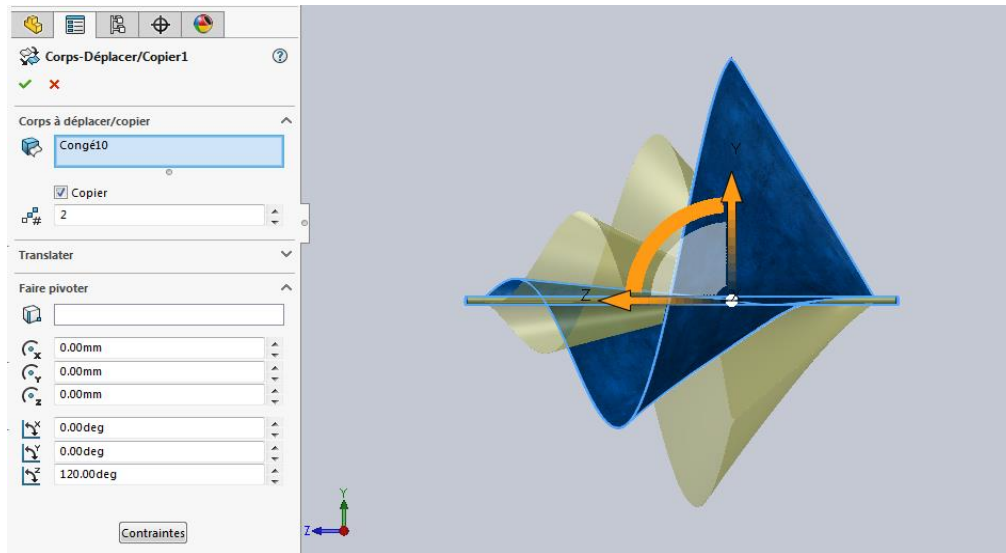 Corps-Déplacer/Copier1
Corps à déplacer/copier
Congé10
Copier
# 2
Translater
Faire pivoter
X 0.00mm
Y 0.00mm
Z 0.00mm
X 0.00deg
Y 0.00deg
Z 120.00deg
Contraintes
Y
Z
Y
Z